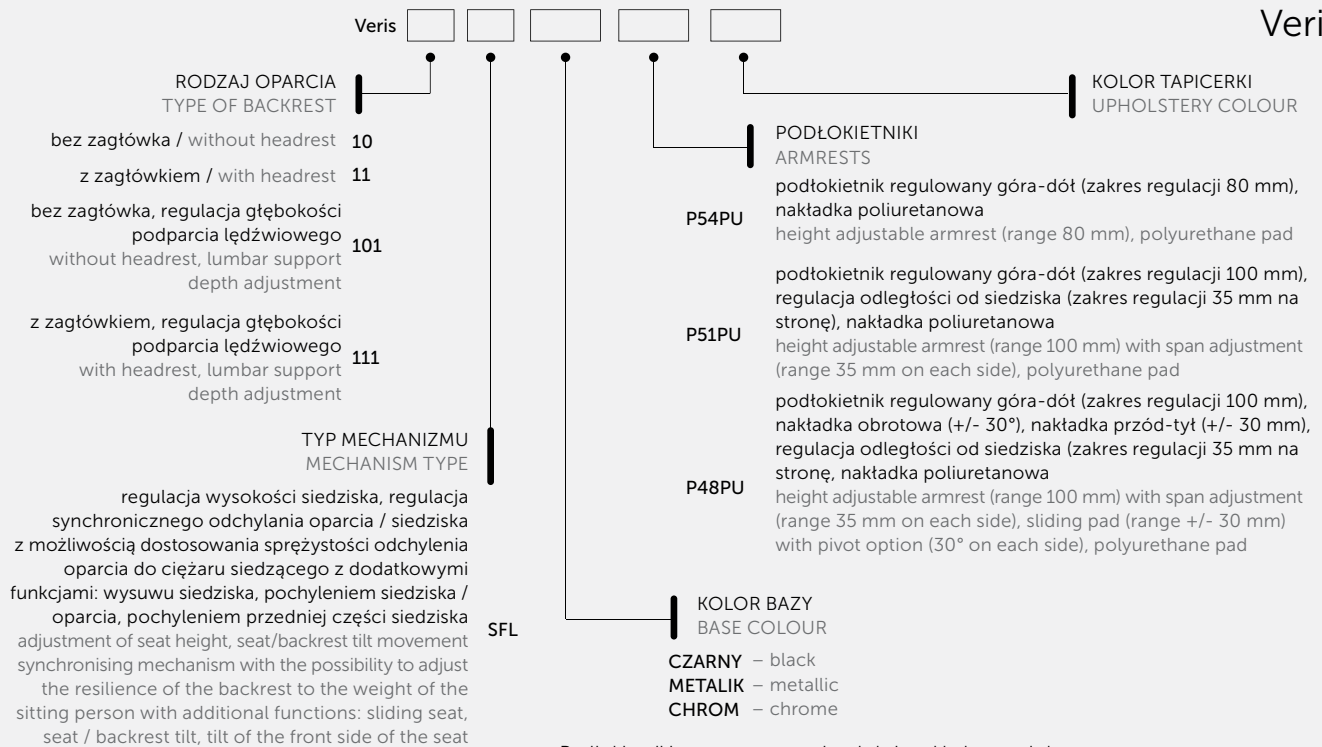 Veris
Veri
RODZAJ OPARCIA
TYPE OF BACKREST
bez zagłówka / without headrest 10
z zagłówkiem / with headrest 11
bez zagłówka, regulacja głębokości
podparcia lędźwiowego
101
without headrest, lumbar support
depth adjustment
z zagłówkiem, regulacja głębokości
podparcia lędźwiowego
111
with headrest, lumbar support
depth adjustment
TYP MECHANIZMU
MECHANISM TYPE
regulacja wysokości siedziska, regulacja
synchronicznego odchylania oparcia / siedziska
z możliwością dostosowania sprężystości odchylenia
oparcia do ciężaru siedzącego z dodatkowymi
funkcjami: wysuwu siedziska, pochyleniem siedziska /
oparcia, pochyleniem przedniej części siedziska
SFL
adjustment of seat height, seat/backrest tilt movement
synchronising mechanism with the possibility to adjust
the resilience of the backrest to the weight of the
sitting person with additional functions: sliding seat,
seat / backrest tilt, tilt of the front side of the seat
KOLOR TAPICERKI
UPHOLSTERY COLOUR
PODŁOKIETNIKI
ARMRESTS
podłokietnik regulowany góra-dół (zakres regulacji 80 mm),
P54PU
nakładka poliuretanowa
height adjustable armrest (range 80 mm), polyurethane pad
podłokietnik regulowany góra-dół (zakres regulacji 100 mm),
regulacja odległości od siedziska (zakres regulacji 35 mm na
P51PU
stronę), nakładka poliuretanowa
height adjustable armrest (range 100 mm) with span adjustment
(range 35 mm on each side), polyurethane pad
podłokietnik regulowany góra-dół (zakres regulacji 100 mm),
nakładka obrotowa (+/- 30°), nakładka przód-tył (+/- 30 mm),
regulacja odległości od siedziska (zakres regulacji 35 mm na
P48PU
stronę, nakładka poliuretanowa
height adjustable armrest (range 100 mm) with span adjustment
(range 35 mm on each side), sliding pad (range +/- 30 mm)
with pivot option (30° on each side), polyurethane pad
KOLOR BAZY
BASE COLOUR
CZARNY – black
METALIK – metallic
CHROM – chrome